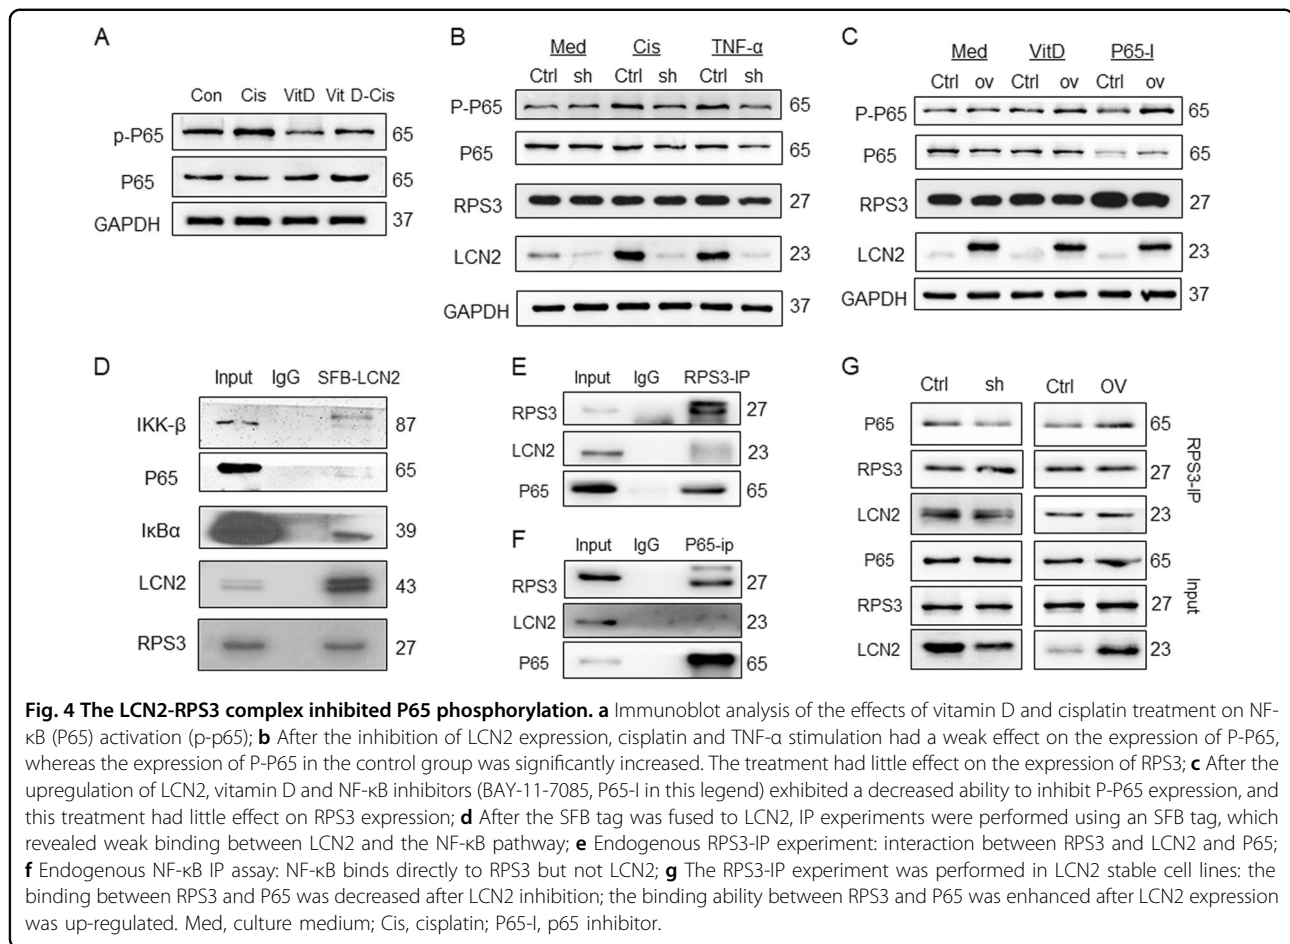 A
Con Cis VitD Vit D-Cis
p-P65 65
P65 65
GAPDH 37
B
Med Cis TNF-α
Ctrl sh Ctrl sh Ctrl sh
P-P65 65
P65 65
RPS3 27
LCN2 23
GAPDH 37
C
Med VitD P65-I
Ctrl ov Ctrl ov Ctrl ov
P-P65 65
P65 65
RPS3 27
LCN2 23
GAPDH 37
D
Input IgG SFB-LCN2
IKK-β 87
P65 65
IκBα 39
LCN2 43
RPS3 27
E
Input IgG RPS3-IP
RPS3 27
LCN2 23
P65 65
F
Input IgG P65-ip
RPS3 27
LCN2 23
P65 65
G
Ctrl sh Ctrl OV
P65 65
RPS3 27
LCN2 23
RPS3-IP
P65 65
RPS3 27
LCN2 23
Input
Fig. 4 The LCN2-RPS3 complex inhibited P65 phosphorylation. a Immunoblot analysis of the effects of vitamin D and cisplatin treatment on NF-
κB (P65) activation (p-p65); b After the inhibition of LCN2 expression, cisplatin and TNF-α stimulation had a weak effect on the expression of P-P65,
whereas the expression of P-P65 in the control group was significantly increased. The treatment had little effect on the expression of RPS3; c After the
upregulation of LCN2, vitamin D and NF-κB inhibitors (BAY-11-7085, P65-I in this legend) exhibited a decreased ability to inhibit P-P65 expression, and
this treatment had little effect on RPS3 expression; d After the SFB tag was fused to LCN2, IP experiments were performed using an SFB tag, which
revealed weak binding between LCN2 and the NF-κB pathway; e Endogenous RPS3-IP experiment: interaction between RPS3 and LCN2 and P65;
f Endogenous NF-κB IP assay: NF-κB binds directly to RPS3 but not LCN2; g The RPS3-IP experiment was performed in LCN2 stable cell lines: the
binding between RPS3 and P65 was decreased after LCN2 inhibition; the binding ability between RPS3 and P65 was enhanced after LCN2 expression
was up-regulated. Med, culture medium; Cis, cisplatin; P65-I, p65 inhibitor.